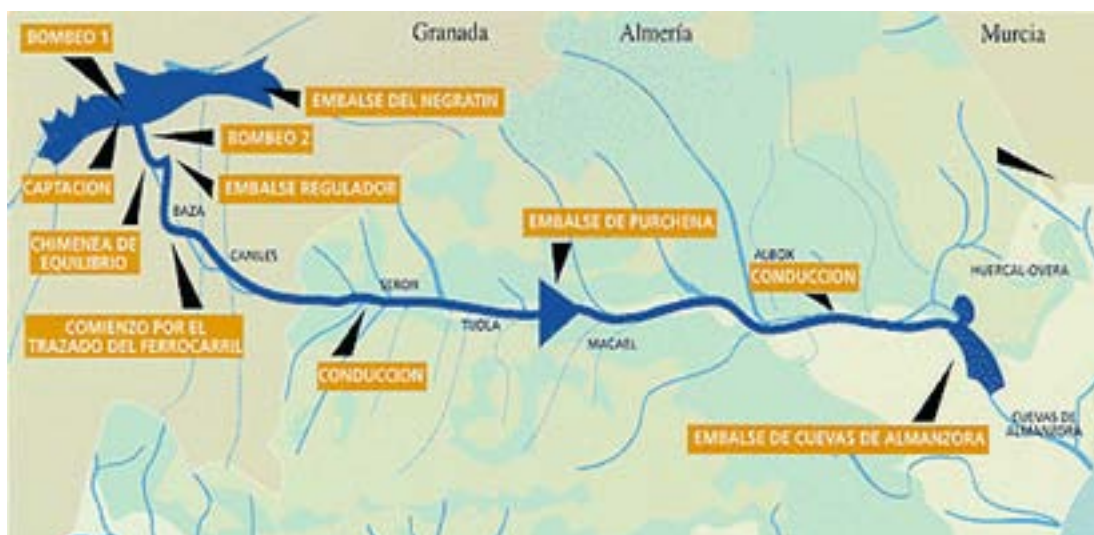 BOMBEO 1
Granada
Almería
Murcia
EMBALSE DEL NEGRATIN
BOMBEO 2
CAPTACION
EMBALSE REGULADOR
BAZA
EMBALSE DE PURCHENA
CHIMENEA DE
EQUILIBRIO
CANILES
ALBOX
CONDUCCION
HUERCAL-OVERA
SERON
COMIENZO POR EL
TRAZADO DEL FERROCARRIL
TIJOLA
MACAEL
CONDUCCION
CUEVAS DE
ALMANZORA
EMBALSE DE CUEVAS DE ALMANZORA